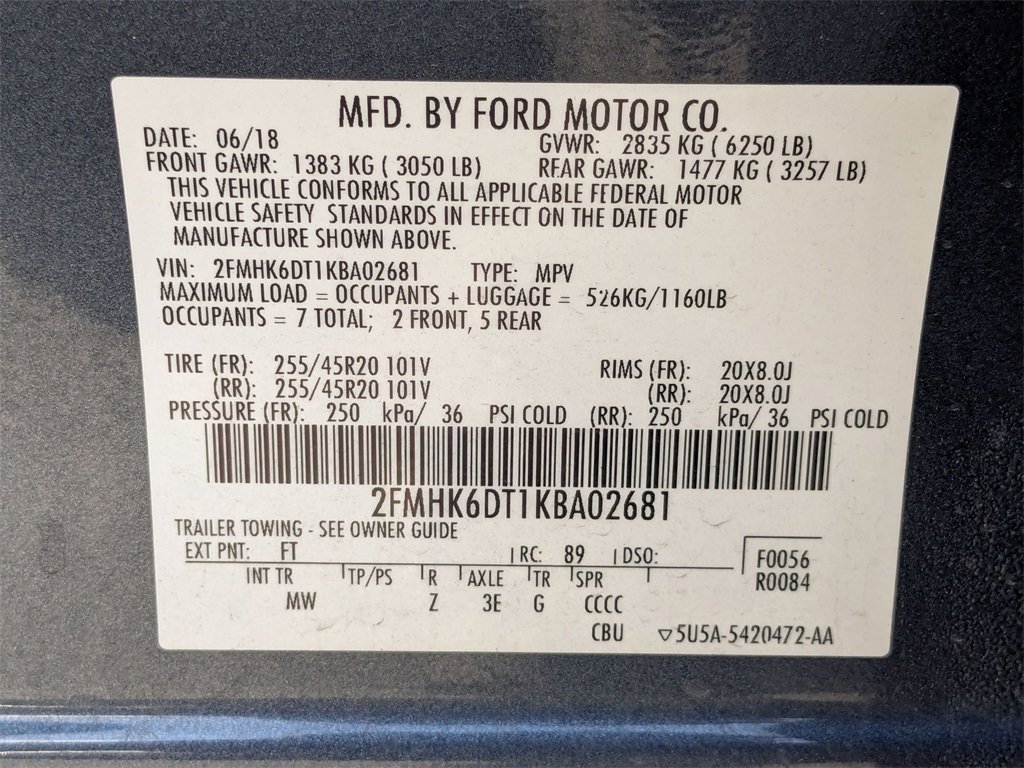 MFD. BY FORD MOTOR CO.
DATE: 06/18 GVWR: 2835 KG ( 6250 LB)
FRONT GAWR: 1383 KG ( 3050 LB) REAR GAWR: 1477 KG ( 3257 LB)
THIS VEHICLE CONFORMS TO ALL APPLICABLE FEDERAL MOTOR
VEHICLE SAFETY STANDARDS IN EFFECT ON THE DATE OF
MANUFACTURE SHOWN ABOVE.
VIN: 2FMHK6DT1KBA02681 TYPE: MPV
MAXIMUM LOAD = OCCUPANTS + LUGGAGE = 526KG/1160LB
OCCUPANTS = 7 TOTAL; 2 FRONT, 5 REAR
TIRE (FR): 255/45R20 101V RIMS (FR): 20X8.0J
(RR): 255/45R20 101V (RR): 20X8.0J
PRESSURE (FR): 250 kPa/ 36 PSI COLD (RR): 250 kPa/ 36 PSI COLD
2FMHK6DT1KBA02681
TRAILER TOWING - SEE OWNER GUIDE
EXT PNT: FT RC: 89 DSO: F0056
R0084
INT TR TP/PS R AXLE TR SPR
MW Z 3E G CCCC
CBU ▽5U5A-5420472-AA